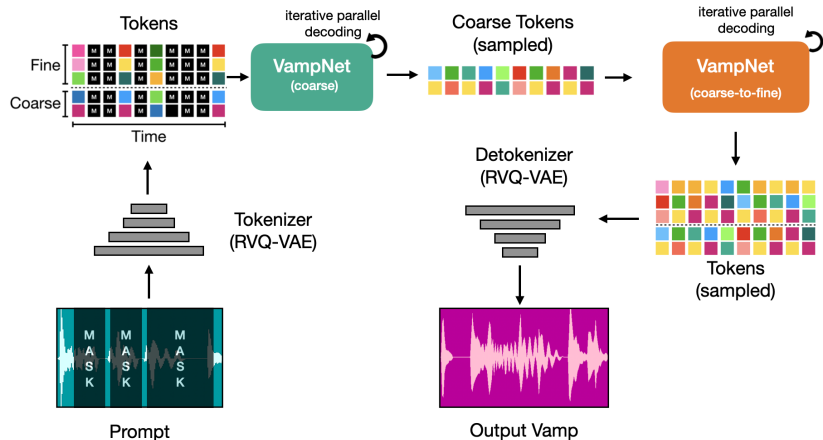 Tokens
Fine
Coarse
M M M M M M
M M M M M M
M M M M M M
M M M M M
M M M M M
Time
iterative parallel
decoding
VampNet
(coarse)
Coarse Tokens
(sampled)
iterative parallel
decoding
VampNet
(coarse-to-fine)
Tokenizer
(RVQ-VAE)
Detokenizer
(RVQ-VAE)
Tokens
(sampled)
MASK
MASK
MASK
Prompt
Output Vamp